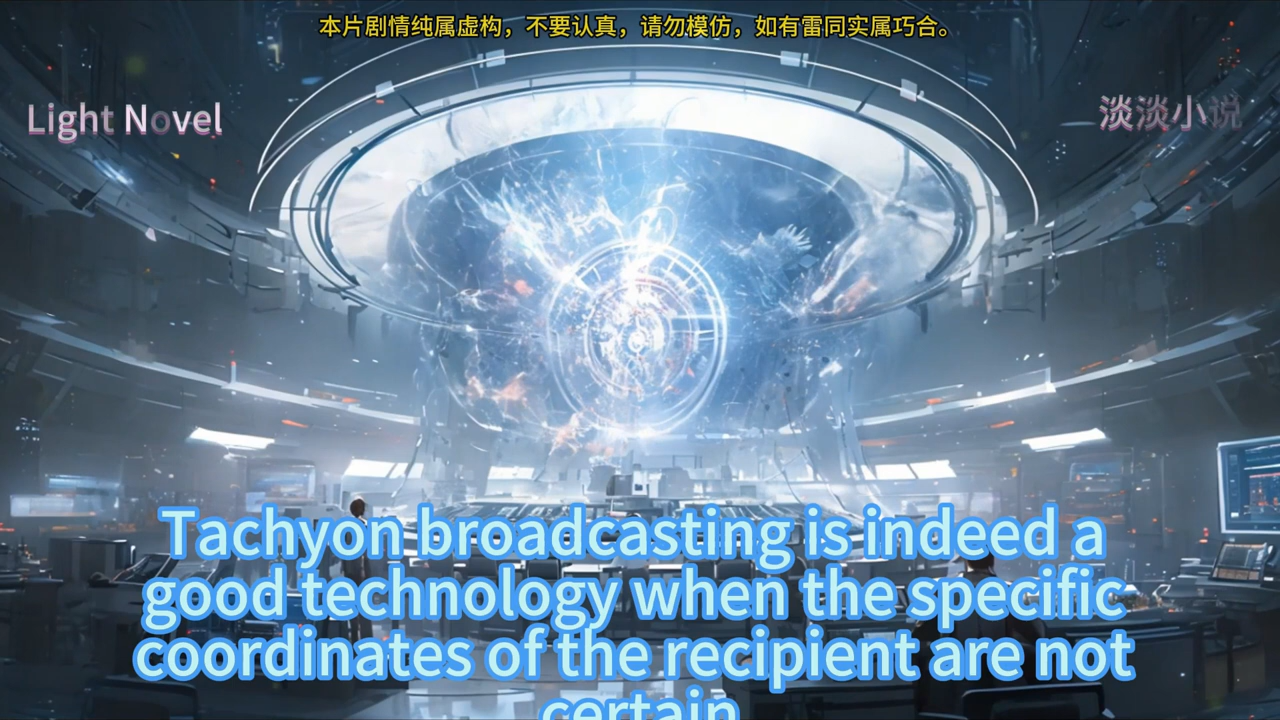 本片剧情纯属虚构，不要认真，请勿模仿，如有雷同实属巧合。
Light Novel
淡淡小说
Tachyon broadcasting is indeed a
good technology when the specific
coordinates of the recipient are not
certain